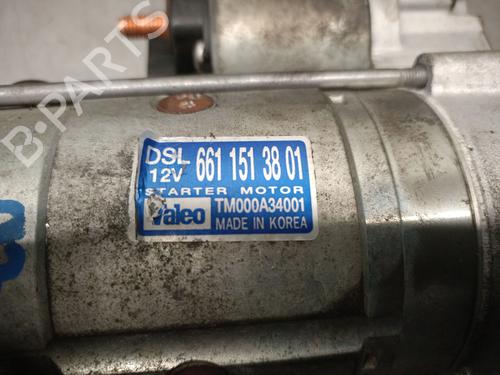 B-PARTS
DSL 661 151 38 01
12V
STARTER MOTOR
Valeo TM000A34001
MADE IN KOREA